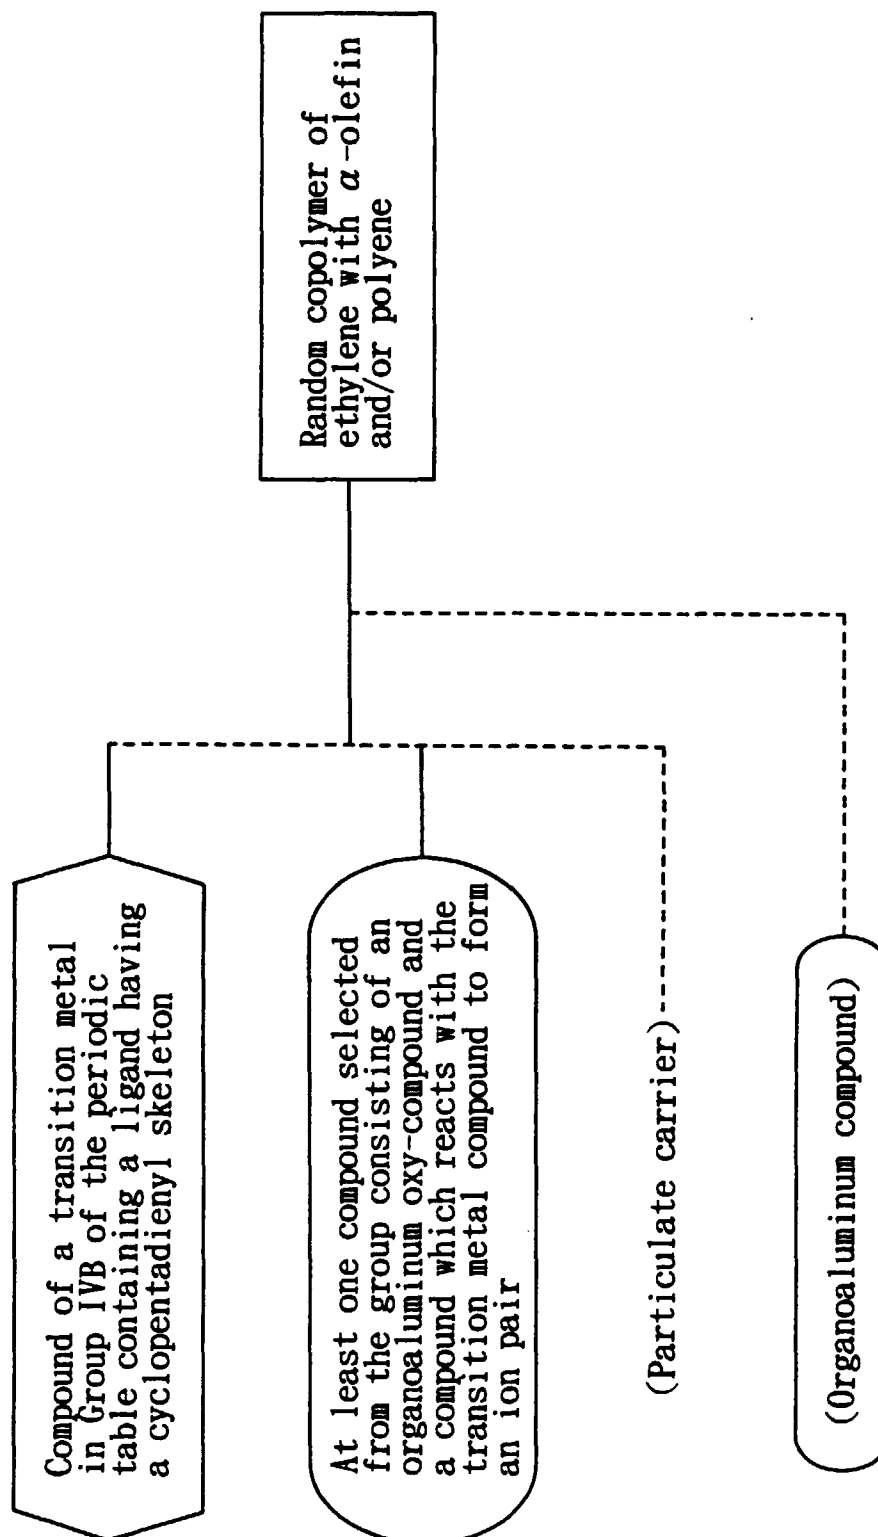 Compound of a transition metal
in Group IVB of the periodic
table containing a ligand having
a cyclopentadienyl skeleton
At least one compound selected
from the group consisting of an
organoaluminum oxy-compound and
a compound which reacts with the
transition metal compound to form
an ion pair
(Particulate carrier)
(Organoaluminum compound)
Random copolymer of
ethylene with α-olefin
and/or polyene